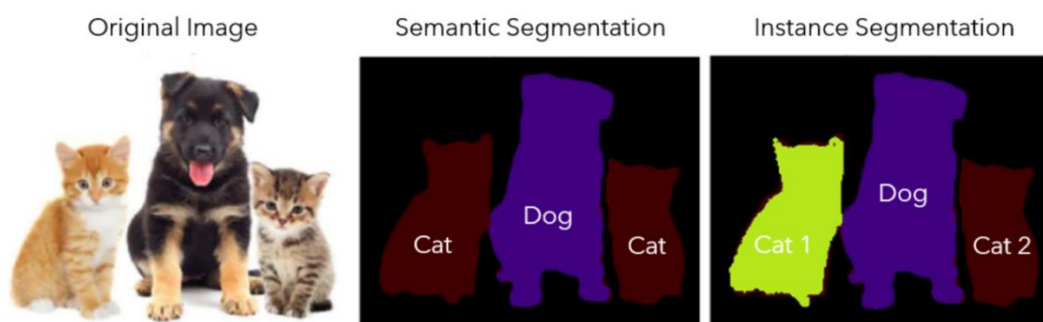 Original Image
Semantic Segmentation
Instance Segmentation
Cat
Dog
Cat
Cat 1
Dog
Cat 2